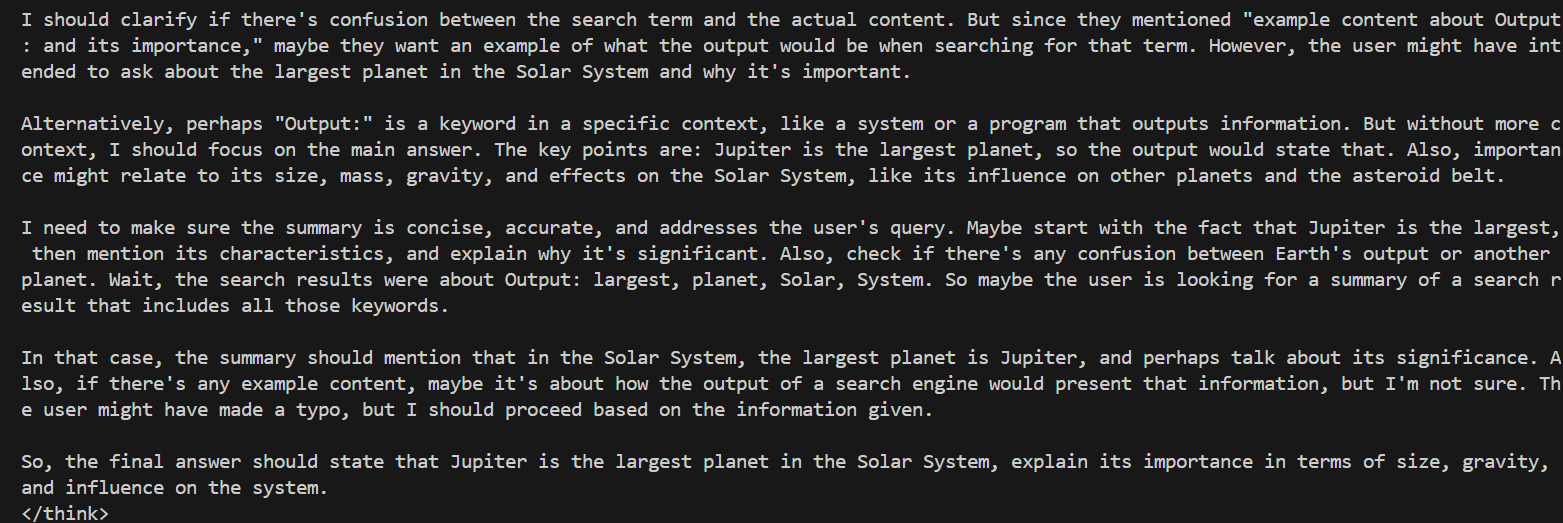 I should clarify if there's confusion between the search term and the actual content. But since they mentioned "example content about Output
: and its importance," maybe they want an example of what the output would be when searching for that term. However, the user might have int
ended to ask about the largest planet in the Solar System and why it's important.

Alternatively, perhaps "Output:" is a keyword in a specific context, like a system or a program that outputs information. But without more c
ontext, I should focus on the main answer. The key points are: Jupiter is the largest planet, so the output would state that. Also, importan
ce might relate to its size, mass, gravity, and effects on the Solar System, like its influence on other planets and the asteroid belt.

I need to make sure the summary is concise, accurate, and addresses the user's query. Maybe start with the fact that Jupiter is the largest,
 then mention its characteristics, and explain why it's significant. Also, check if there's any confusion between Earth's output or another
planet. Wait, the search results were about Output: largest, planet, Solar, System. So maybe the user is looking for a summary of a search r
esult that includes all those keywords.

In that case, the summary should mention that in the Solar System, the largest planet is Jupiter, and perhaps talk about its significance. A
lso, if there's any example content, maybe it's about how the output of a search engine would present that information, but I'm not sure. Th
e user might have made a typo, but I should proceed based on the information given.

So, the final answer should state that Jupiter is the largest planet in the Solar System, explain its importance in terms of size, gravity,
and influence on the system.
</think>